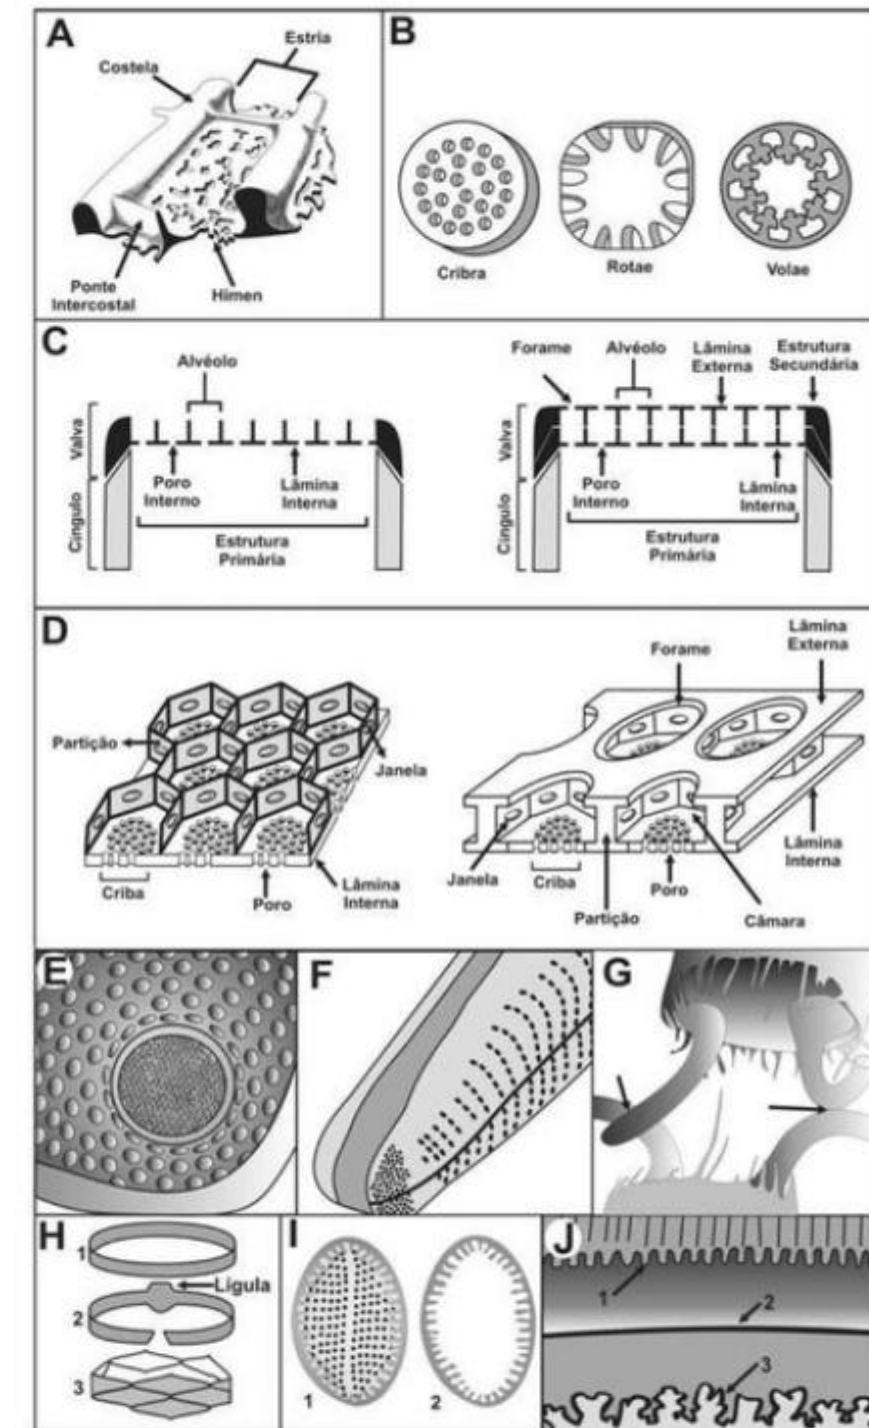 A
Estria
Costela
Ponte
Intercostal
Hímen
B
Cribra
Rotae
Volae
C
Alvéolo
Valva
Cíngulo
Poro
Interno
Lâmina
Interna
Estrutura
Primária
Forame
Alvéolo
Lâmina
Externa
Estrutura
Secundária
Valva
Cíngulo
Poro
Interno
Lâmina
Interna
Estrutura
Primária
D
Partição
Janela
Criba
Poro
Lâmina
Interna
Forame
Lâmina
Externa
Janela
Criba
Partição
Poro
Câmara
Lâmina
Interna
E
F
G
H
1
Lígula
2
3
I
1
2
J
1
2
3